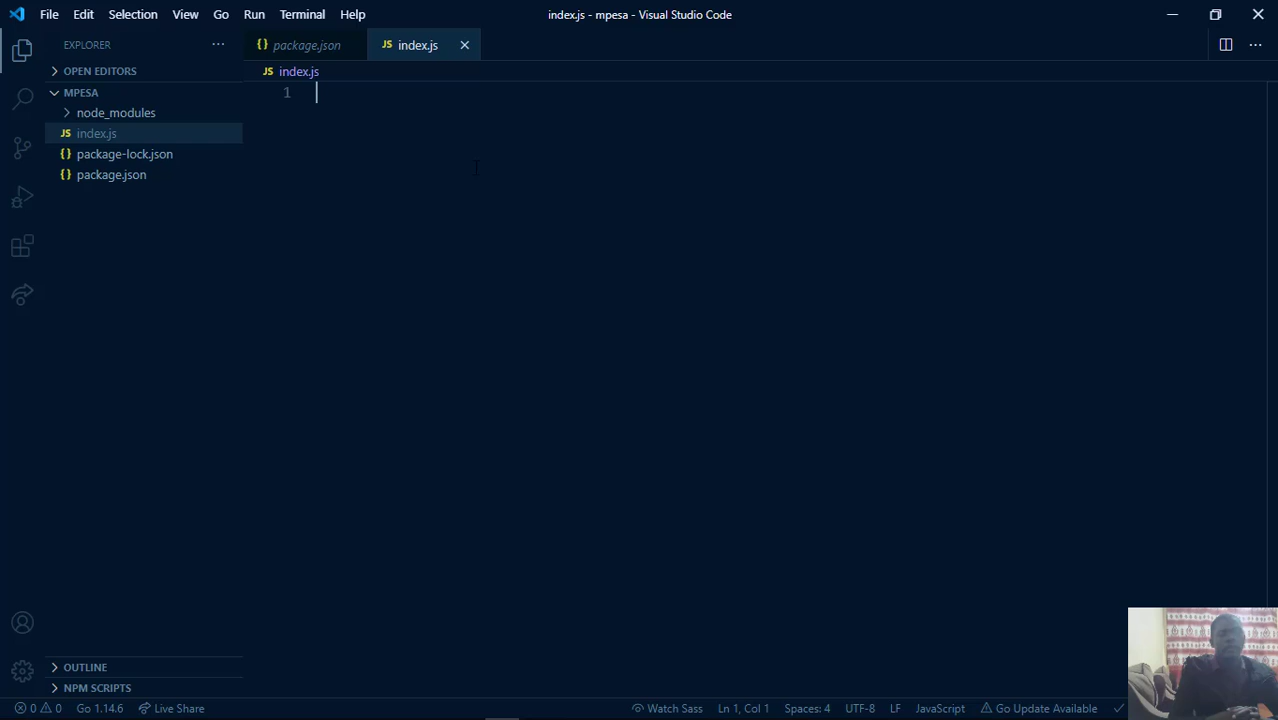 File Edit Selection View Go Run Terminal Help
index.js - mpesa - Visual Studio Code
EXPLORER
{} package.json
JS index.js
OPEN EDITORS
JS index.js
MPESA
1
node_modules
JS index.js
{} package-lock.json
{} package.json
OUTLINE
NPM SCRIPTS
0 0 Go 1.14.6 Live Share
Watch Sass Ln 1, Col 1 Spaces: 4 UTF-8 LF JavaScript Go Update Available